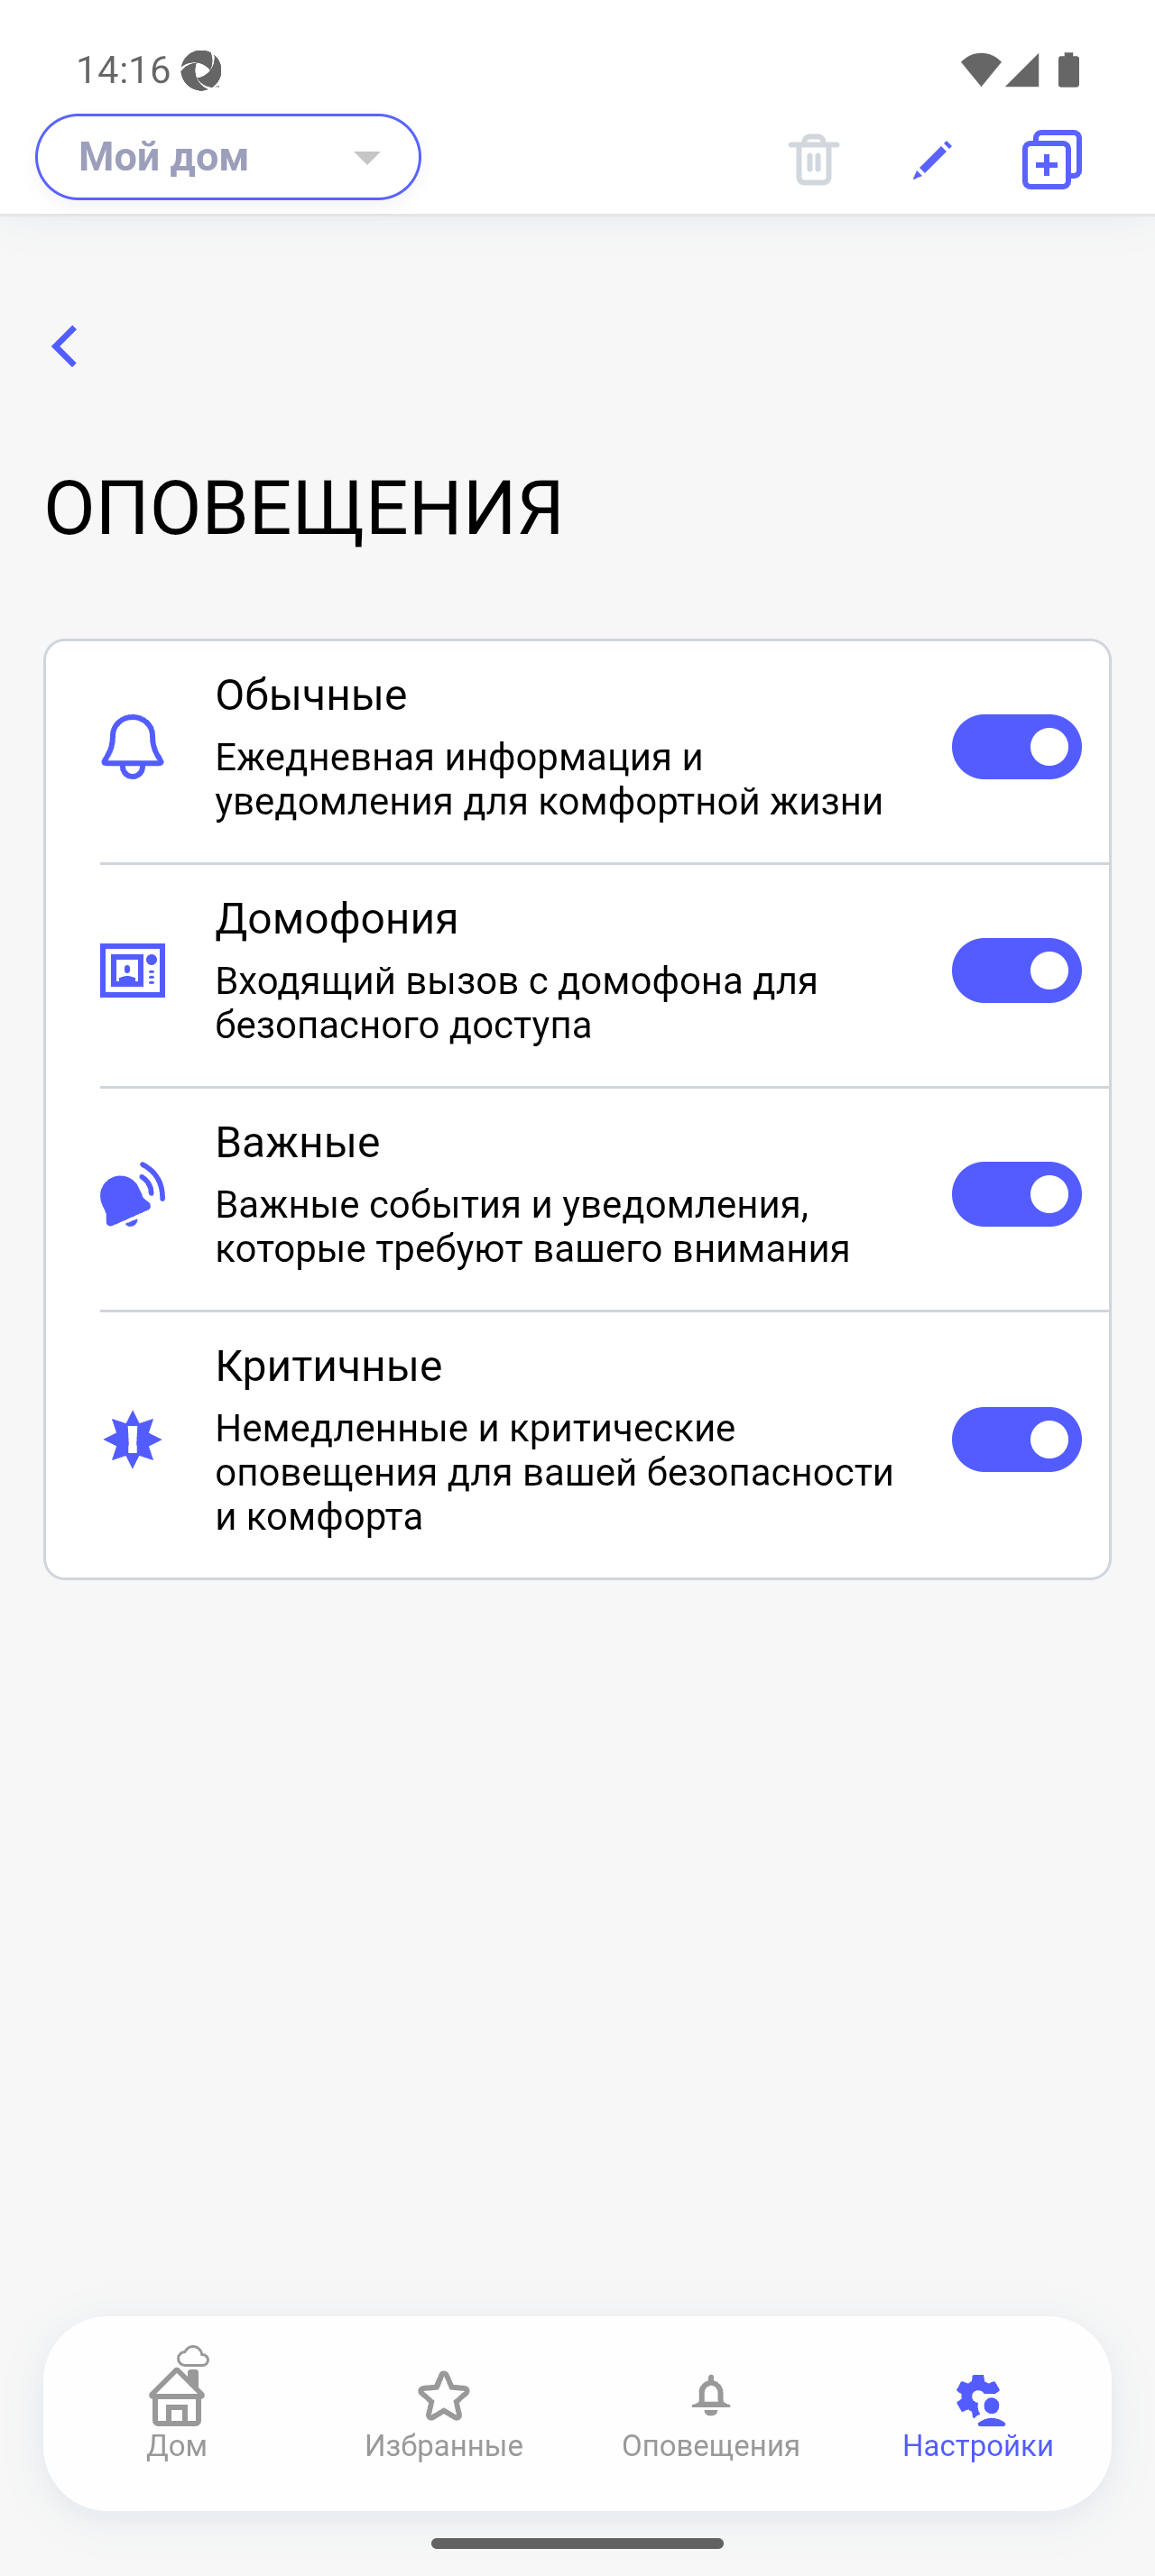 14:16
Мой дом
ОПОВЕЩЕНИЯ
Обычные
Ежедневная информация и
уведомления для комфортной жизни
Домофония
Входящий вызов с домофона для
безопасного доступа
Важные
Важные события и уведомления,
которые требуют вашего внимания
Критичные
Немедленные и критические
оповещения для вашей безопасности
и комфорта
Дом
Избранные
Оповещения
Настройки